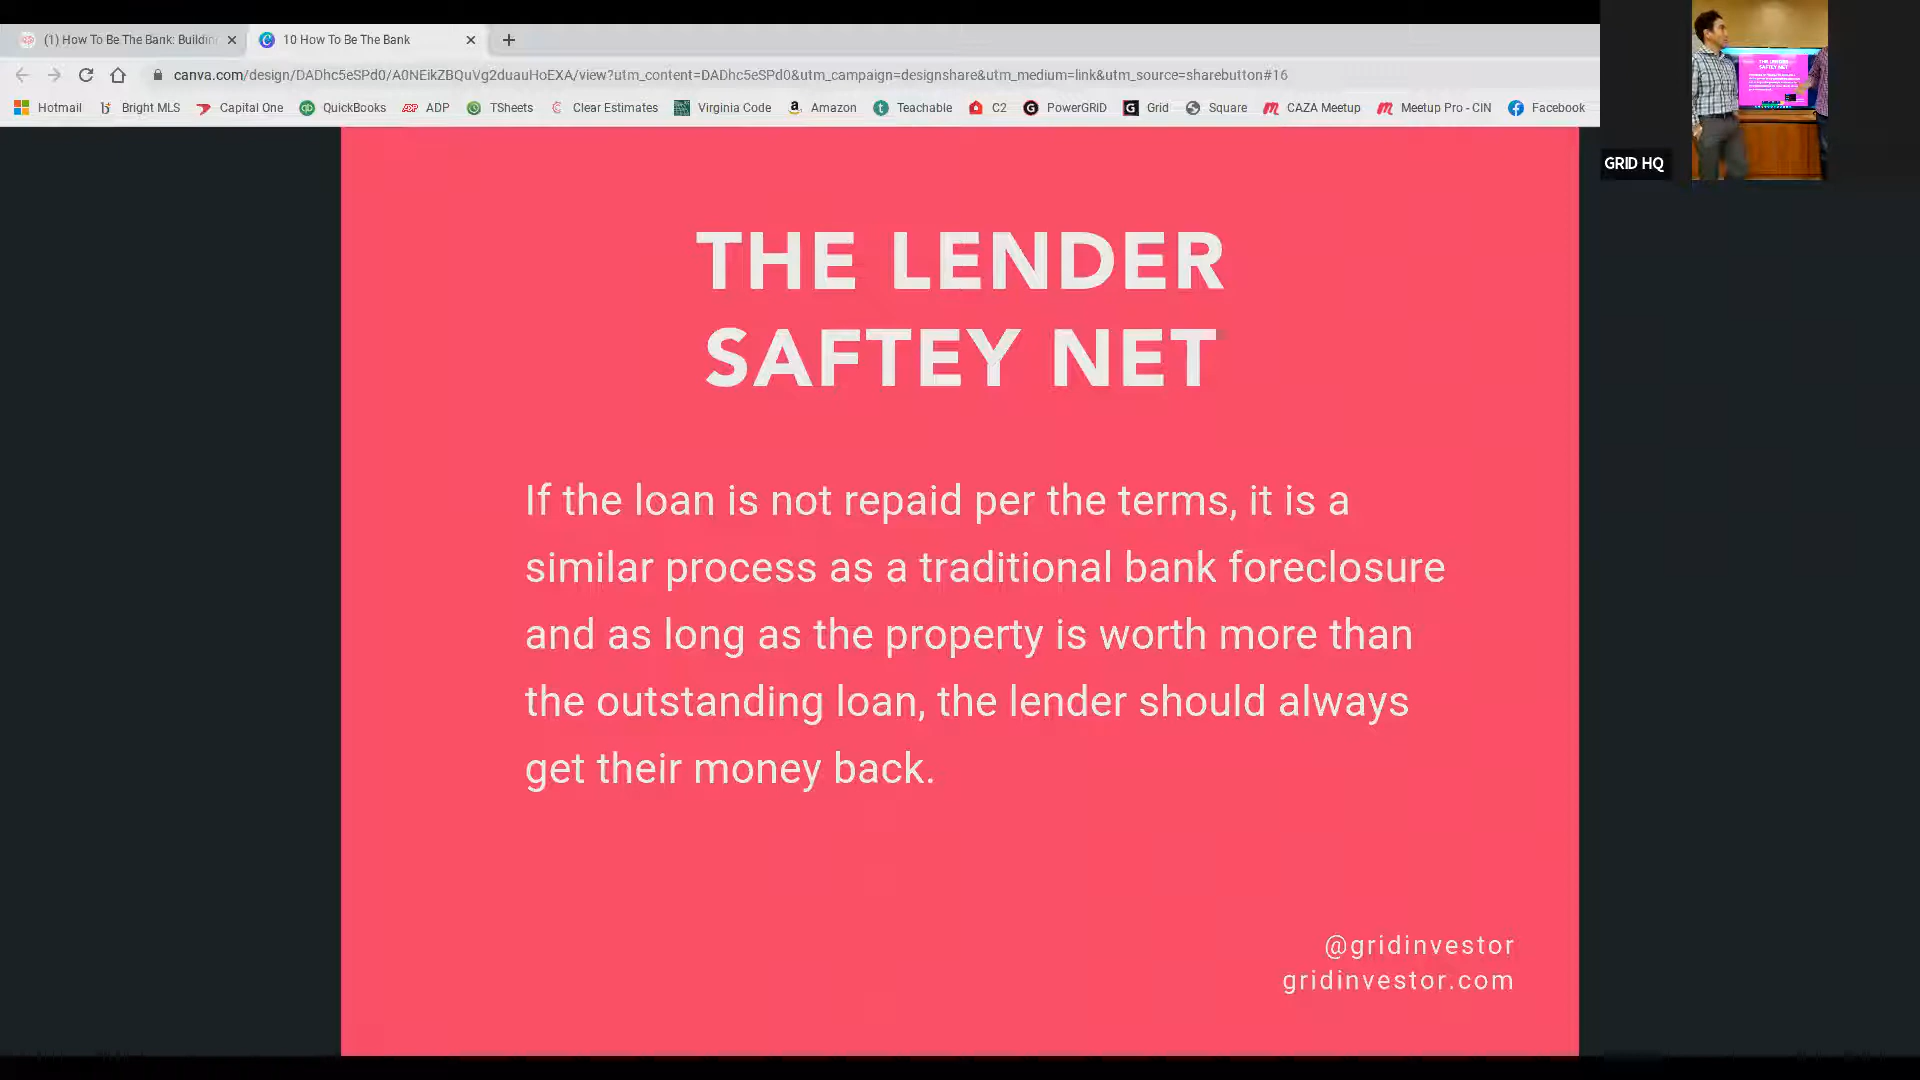 (1) How To Be The Bank: Buildin
10 How To Be The Bank
canva.com/design/DADhc5eSPd0/A0NEikZBQuVg2duauHoEXA/view?utm_content=DADhc5eSPd0&utm_campaign=designshare&utm_medium=link&utm_source=sharebutton#16
Hotmail Bright MLS Capital One QuickBooks ADP TSheets Clear Estimates Virginia Code Amazon Teachable C2 PowerGRID Grid Square CAZA Meetup Meetup Pro - CIN Facebook
GRID HQ
THE LENDER
SAFTEY NET
THE LENDER
SAFTEY NET
If the loan is not repaid per the terms, it is a
similar process as a traditional bank foreclosure
and as long as the property is worth more than
the outstanding loan, the lender should always
get their money back.
@gridinvestor
gridinvestor.com